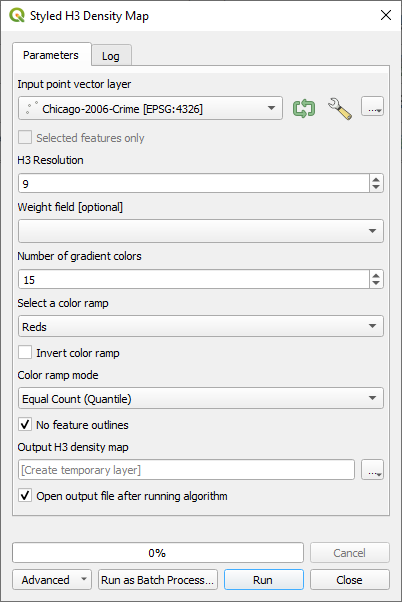 Styled H3 Density Map
Parameters
Log
Input point vector layer
Chicago-2006-Crime [EPSG:4326]
...
Selected features only
H3 Resolution
9
Weight field [optional]
Number of gradient colors
15
Select a color ramp
Reds
Invert color ramp
Color ramp mode
Equal Count (Quantile)
No feature outlines
Output H3 density map
[Create temporary layer]
...
Open output file after running algorithm
0%
Cancel
Advanced
Run as Batch Process...
Run
Close